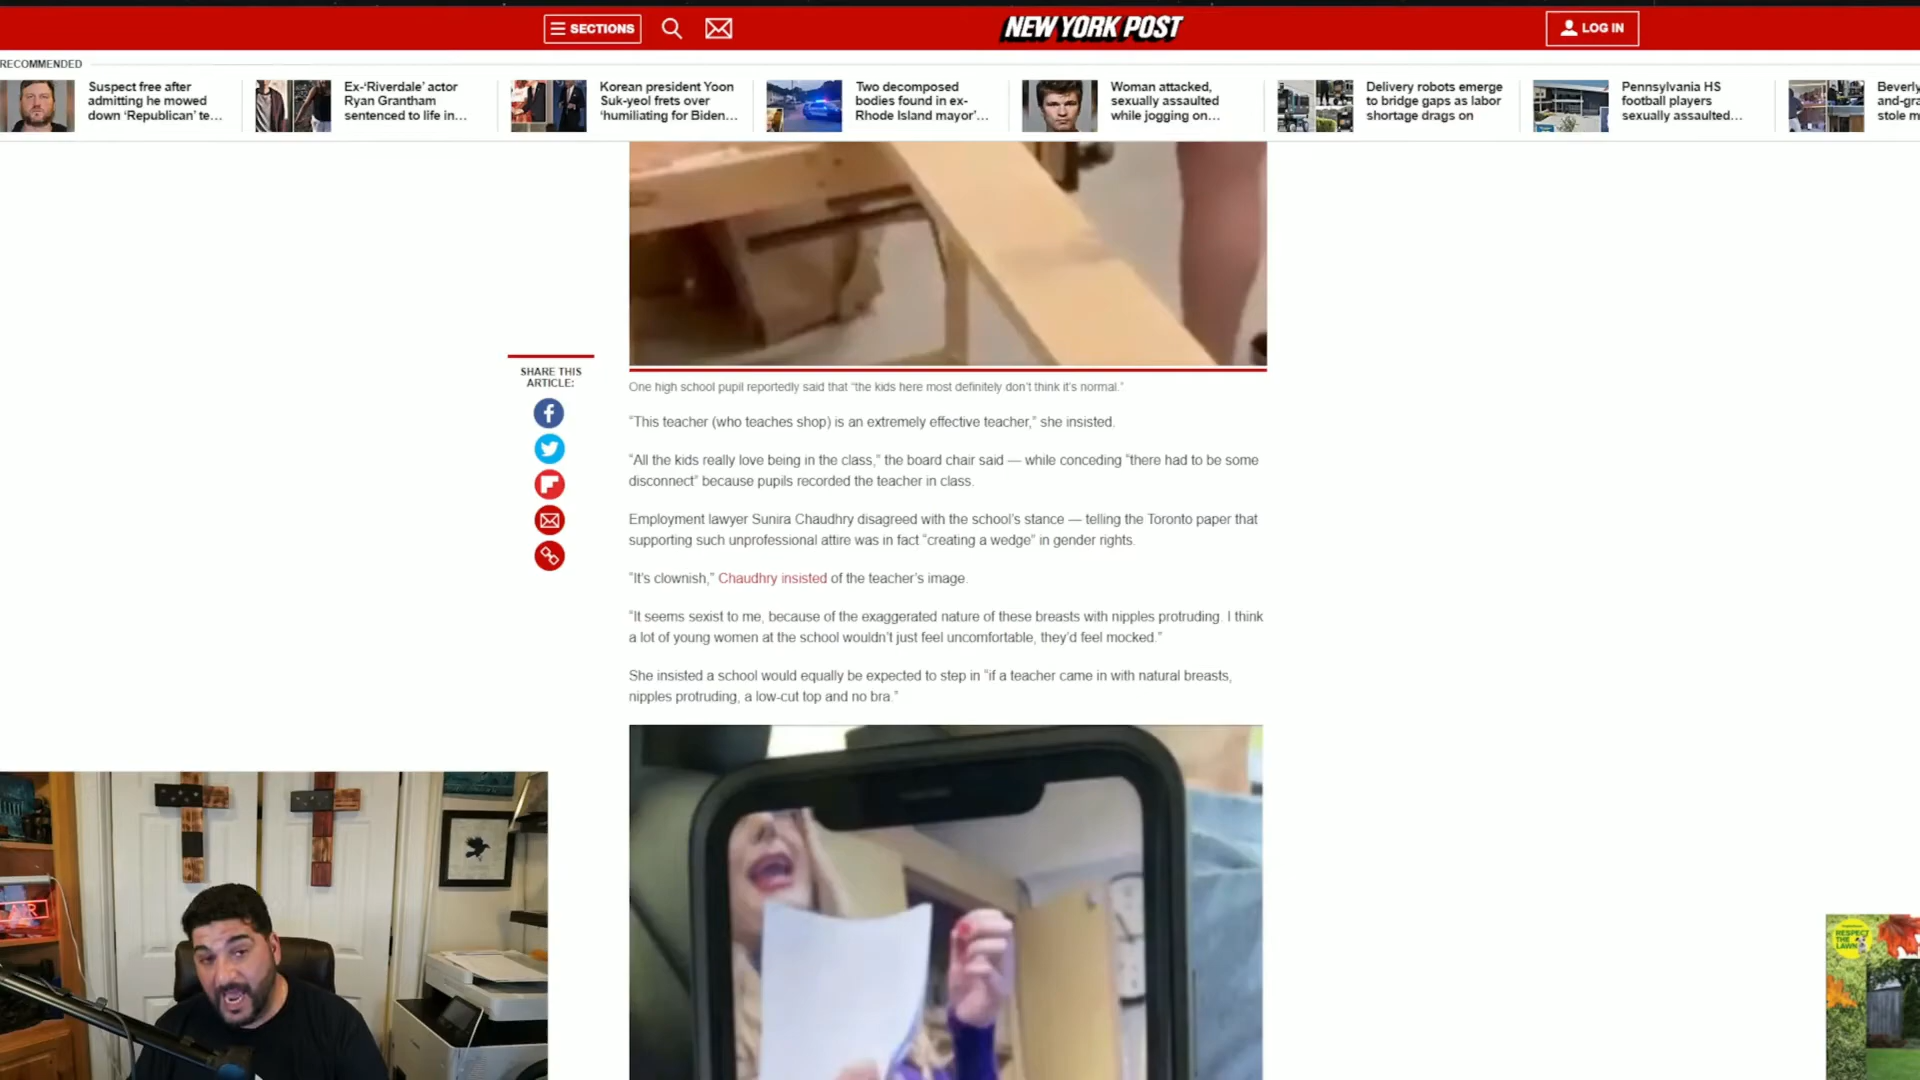 SECTIONS
NEW YORK POST
LOG IN
RECOMMENDED
Suspect free after
admitting he mowed
down ‘Republican’ te...
Ex-‘Riverdale’ actor
Ryan Grantham
sentenced to life in...
Korean president Yoon
Suk-yeol frets over
‘humiliating for Biden...
Two decomposed
bodies found in ex-
Rhode Island mayor’...
Woman attacked,
sexually assaulted
while jogging on...
Delivery robots emerge
to bridge gaps as labor
shortage drags on
Pennsylvania HS
football players
sexually assaulted...
Beverly
and-gra
stole m
SHARE THIS
ARTICLE:
One high school pupil reportedly said that “the kids here most definitely don’t think it’s normal.”
“This teacher (who teaches shop) is an extremely effective teacher,” she insisted.
“All the kids really love being in the class,” the board chair said — while conceding “there had to be some
disconnect” because pupils recorded the teacher in class.
Employment lawyer Sunira Chaudhry disagreed with the school’s stance — telling the Toronto paper that
supporting such unprofessional attire was in fact “creating a wedge” in gender rights.
“It’s clownish,” Chaudhry insisted of the teacher’s image.
“It seems sexist to me, because of the exaggerated nature of these breasts with nipples protruding. I think
a lot of young women at the school wouldn’t just feel uncomfortable, they’d feel mocked.”
She insisted a school would equally be expected to step in “if a teacher came in with natural breasts,
nipples protruding, a low-cut top and no bra.”
RESPECT
THE
LAWN